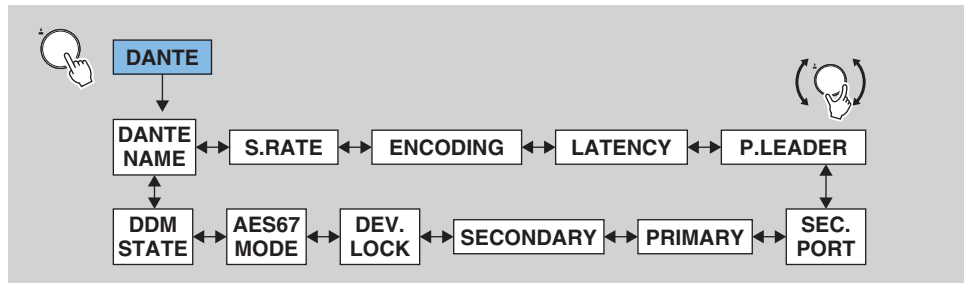 DANTE
DANTE
NAME
S.RATE
ENCODING
LATENCY
P.LEADER
DDM
STATE
AES67
MODE
DEV.
LOCK
SECONDARY
PRIMARY
SEC.
PORT